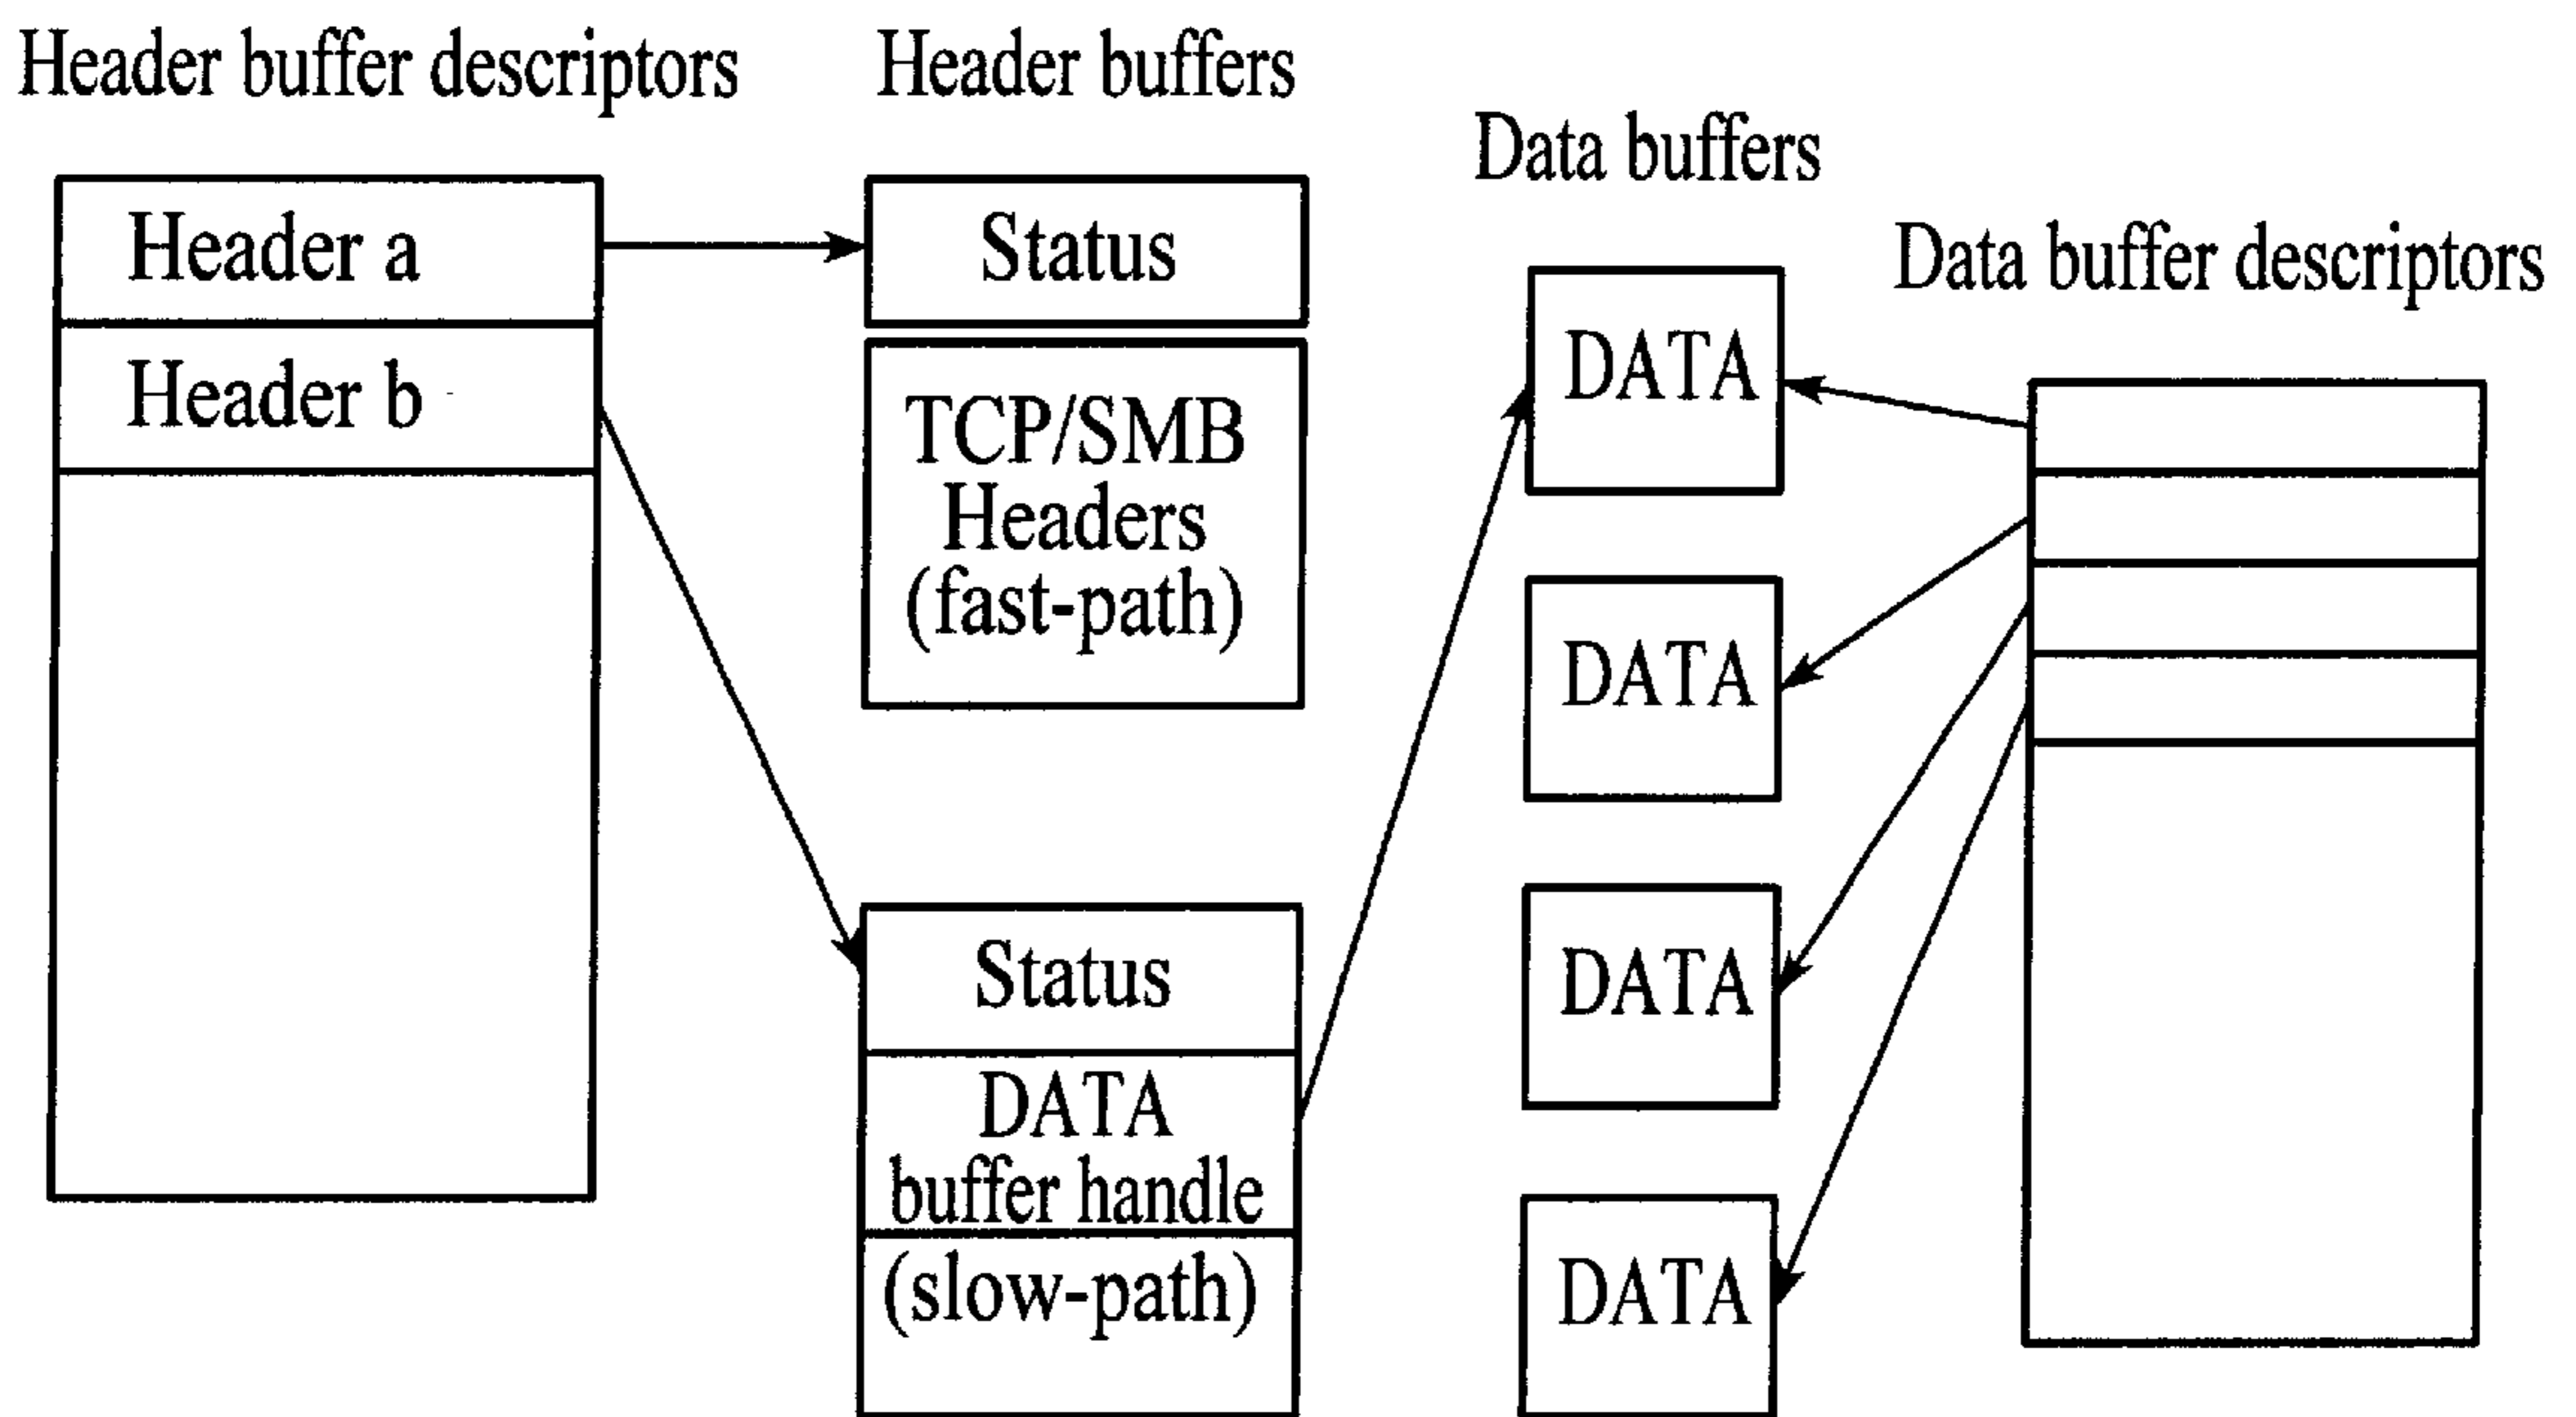 Header buffer descriptors
Header buffers
Data buffers
Data buffer descriptors
Header a
Header b
Status
TCP/SMB
Headers
(fast-path)
Status
DATA
buffer handle
(slow-path)
DATA
DATA
DATA
DATA